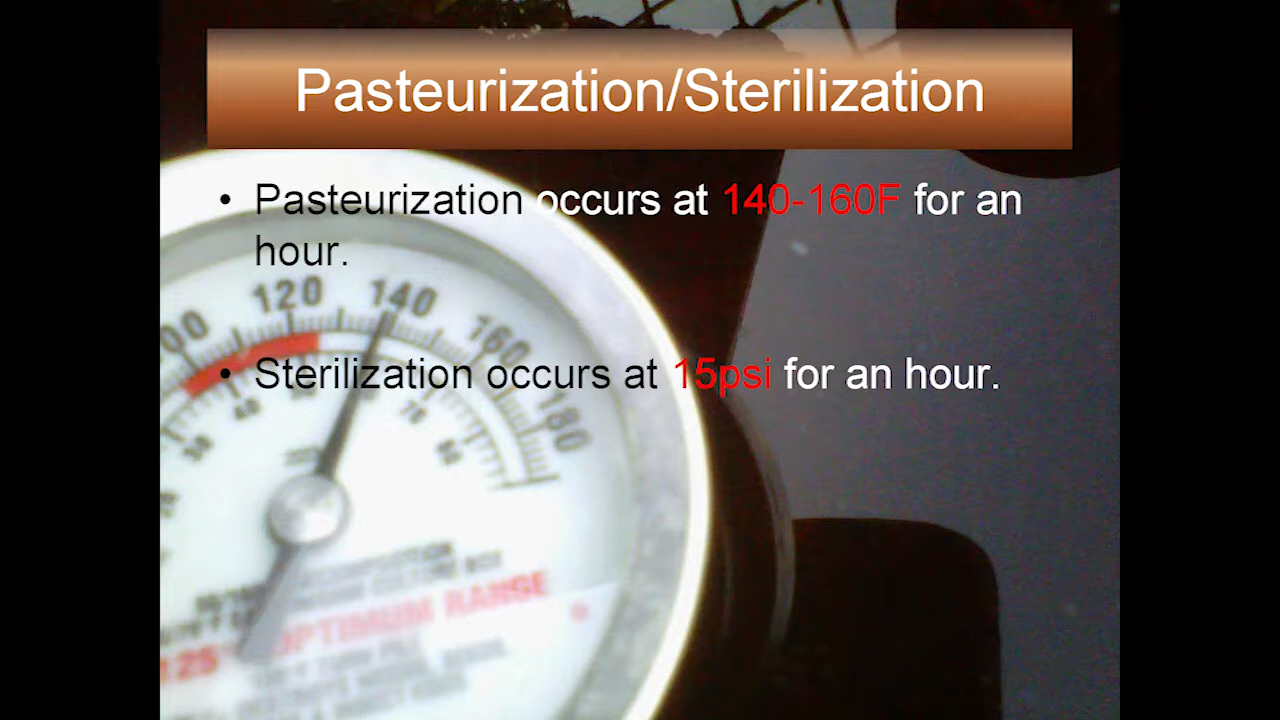 Pasteurization/Sterilization
• Pasteurization occurs at 140-160F for an
hour.
120 140 160 180
• Sterilization occurs at 15psi for an hour.
OPTIMUM RANGE
125